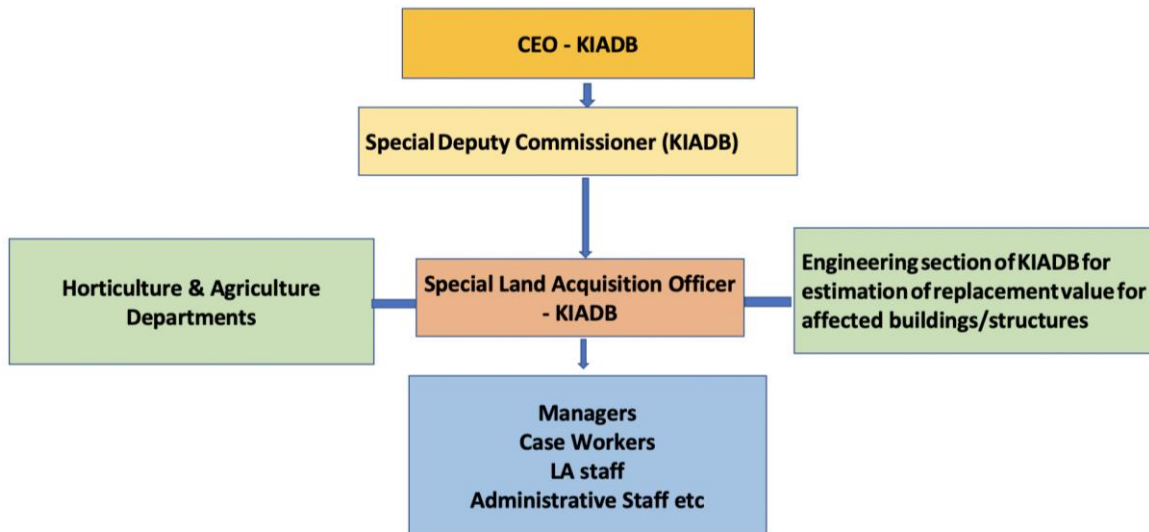 CEO - KIADB
Special Deputy Commissioner (KIADB)
Horticulture & Agriculture
Departments
Special Land Acquisition Officer
- KIADB
Engineering section of KIADB for
estimation of replacement value for
affected buildings/structures
Managers
Case Workers
LA staff
Administrative Staff etc